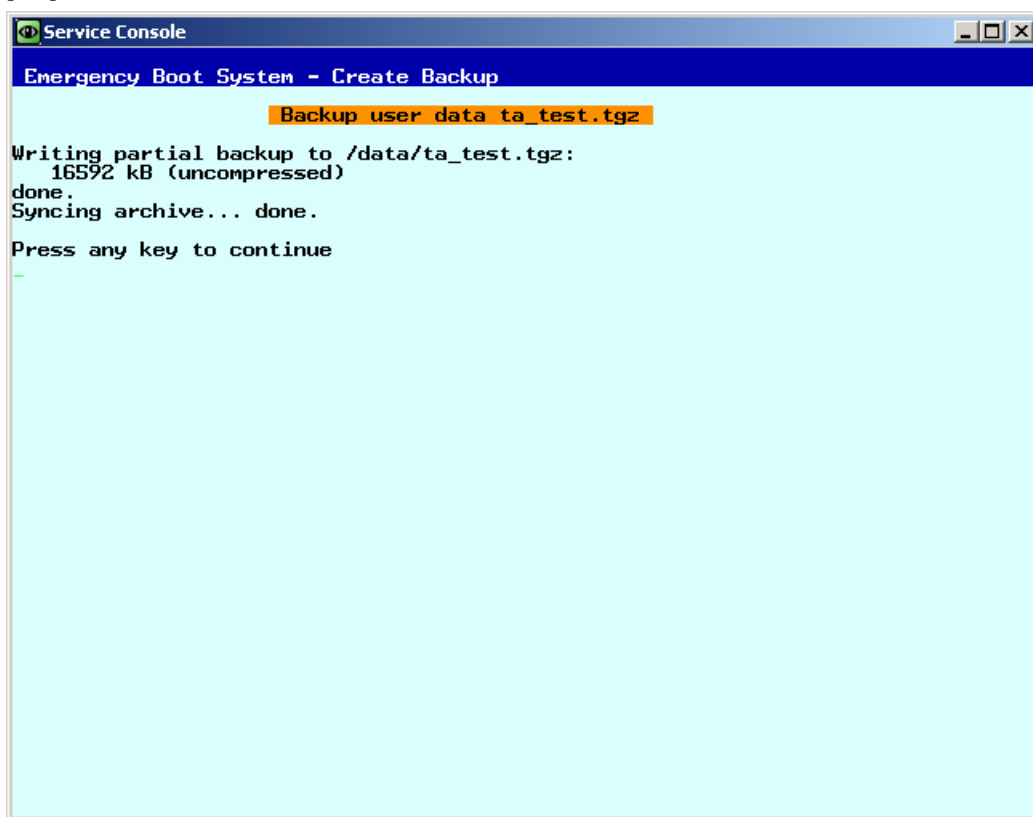 Service Console
Emergency Boot System - Create Backup
Backup user data ta_test.tgz
Writing partial backup to /data/ta_test.tgz:
16592 kB (uncompressed)
done.
Syncing archive... done.
Press any key to continue
_